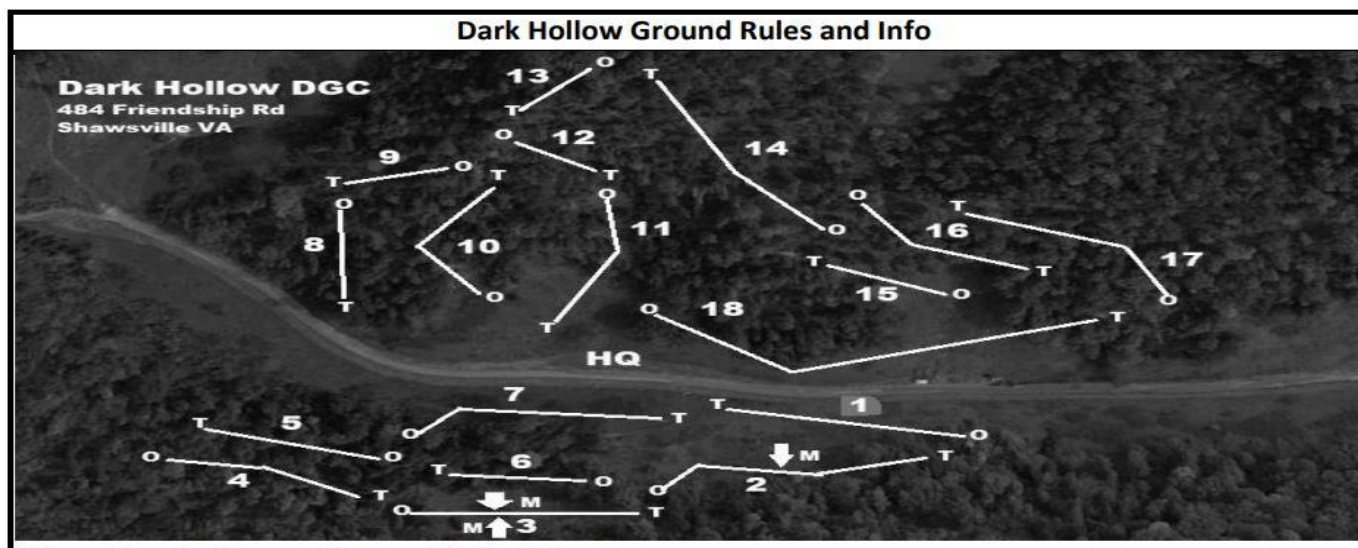 Dark Hollow Ground Rules and Info
Dark Hollow DGC
484 Friendship Rd
Shawsville VA
13
O
T
T
O
12
T
9
T
O
T
14
O
O
8
T
10
O
O
11
T
O
16
T
T
17
O
T
15
O
O
18
T
HQ
7
T
O
T
1
O
T
5
O
O
4
T
T
6
O
M
T
2
O
M
O
T
M
3